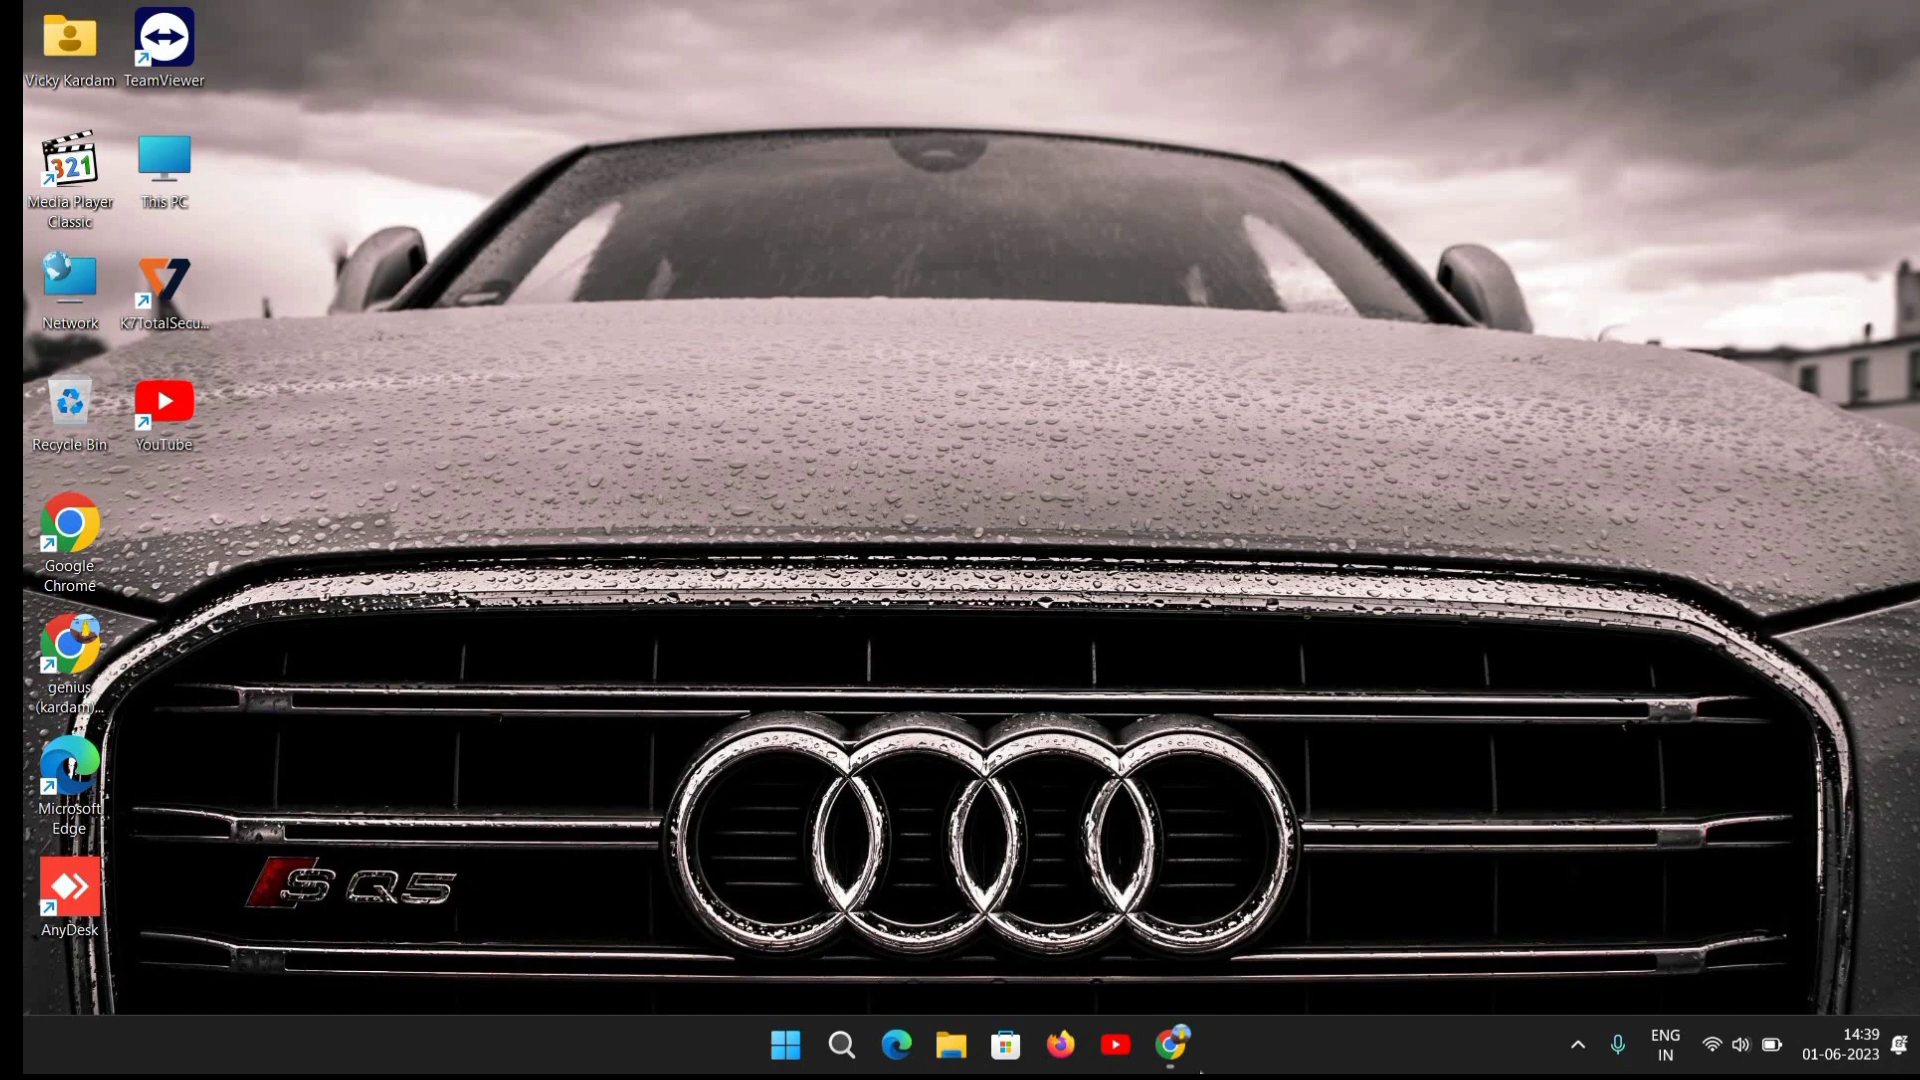 Vicky Kardam
TeamViewer
321
Media Player
Classic
This PC
Network
K7TotalSecu...
Recycle Bin
YouTube
Google
Chrome
genius
(kardam)...
Microsoft
Edge
S Q5
AnyDesk
ENG
IN
14:39
01-06-2023